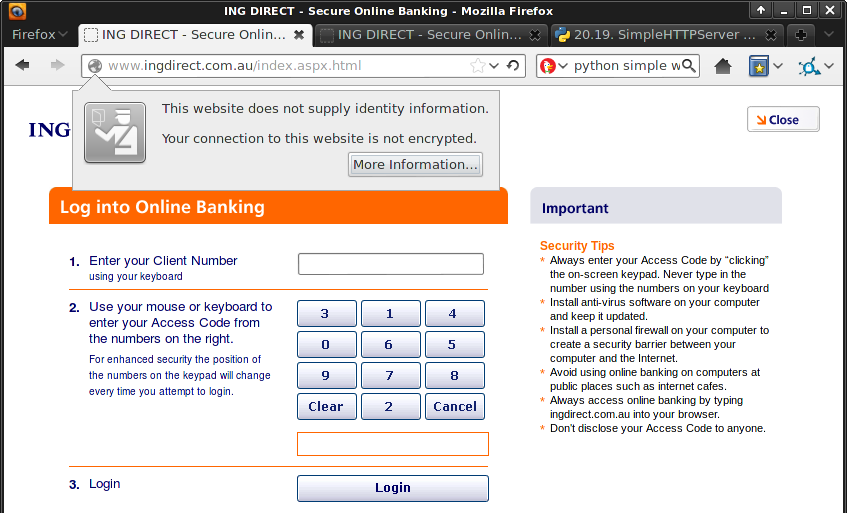 ING DIRECT - Secure Online Banking - Mozilla Firefox
Firefox
ING DIRECT - Secure Onlin...
ING DIRECT - Secure Onlin...
20.19. SimpleHTTPServer ...
www.ingdirect.com.au/index.aspx.html
python simple w
This website does not supply identity information.
Your connection to this website is not encrypted.
More Information...
ING
Close
Log into Online Banking
1. Enter your Client Number
using your keyboard
2. Use your mouse or keyboard to
enter your Access Code from
the numbers on the right.
For enhanced security the position of
the numbers on the keypad will change
every time you attempt to login.
3 1 4
0 6 5
9 7 8
Clear 2 Cancel
3. Login
Login
Important
Security Tips
* Always enter your Access Code by “clicking”
the on-screen keypad. Never type in the
number using the numbers on your keyboard
* Install anti-virus software on your computer
and keep it updated.
* Install a personal firewall on your computer to
create a security barrier between your
computer and the Internet.
* Avoid using online banking on computers at
public places such as internet cafes.
* Always access online banking by typing
ingdirect.com.au into your browser.
* Don't disclose your Access Code to anyone.